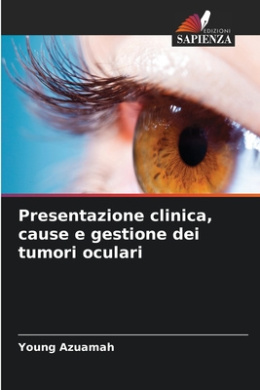 EDIZIONI
SAPIENZA
Presentazione clinica,
cause e gestione dei
tumori oculari
Young Azuamah